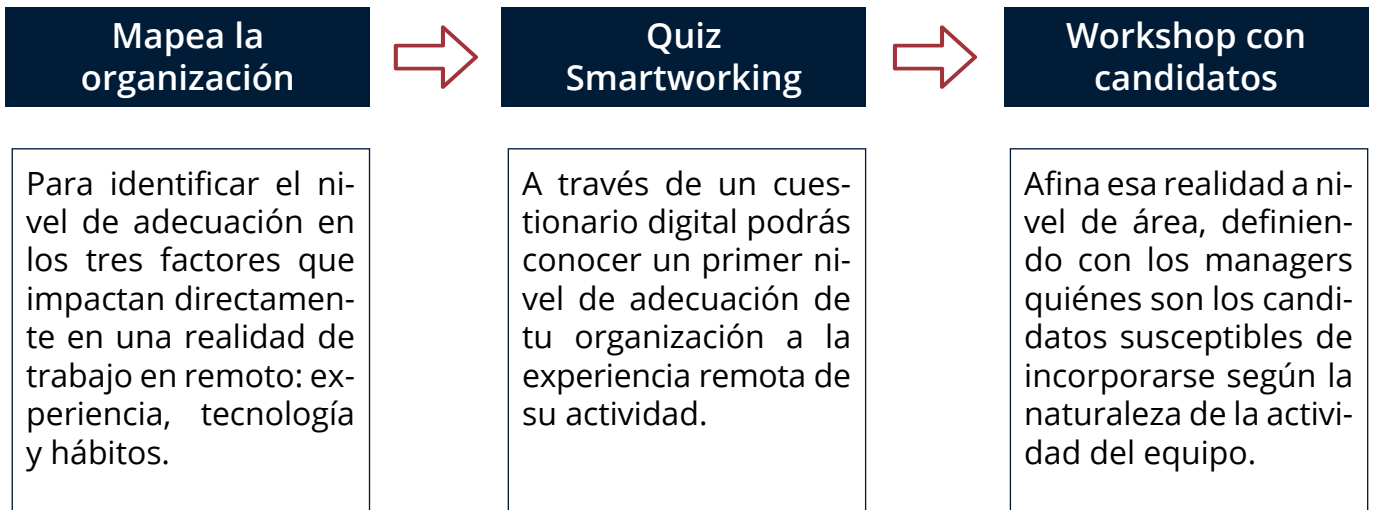 Mapea la
organización
Quiz
Smartworking
Workshop con
candidatos
Para identificar el ni-
vel de adecuación en
los tres factores que
impactan directamen-
te en una realidad de
trabajo en remoto: ex-
periencia, tecnología
y hábitos.
A través de un cues-
tionario digital podrás
conocer un primer ni-
vel de adecuación de
tu organización a la
experiencia remota de
su actividad.
Afina esa realidad a ni-
vel de área, definien-
do con los managers
quiénes son los candi-
datos susceptibles de
incorporarse según la
naturaleza de la activi-
dad del equipo.